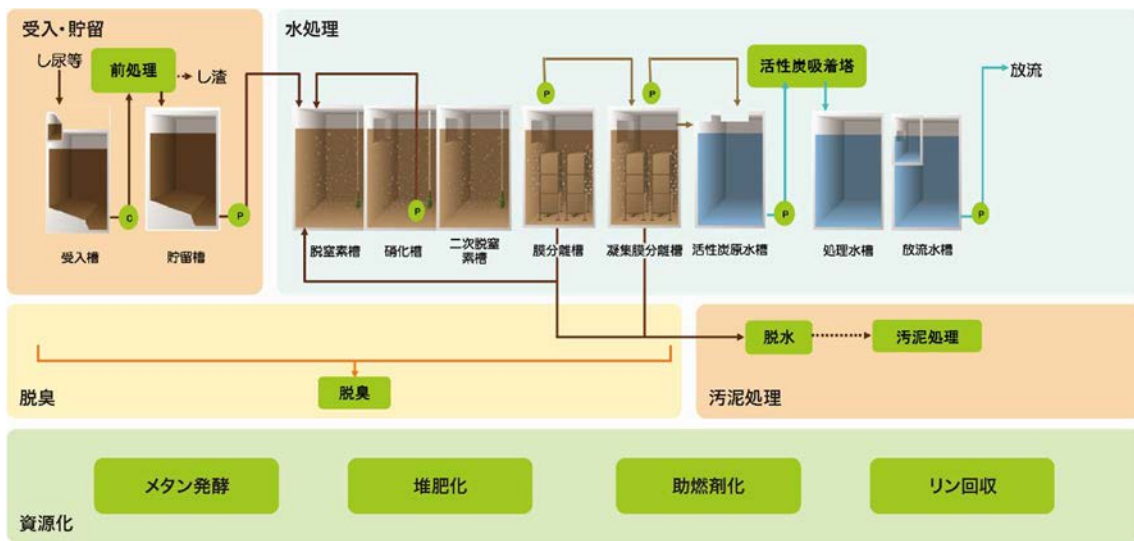 受入・貯留
し尿等
前処理
し渣
C
P
受入槽
貯留槽
水処理
P
P
P
活性炭吸着塔
放流
P
P
脱窒素槽
硝化槽
二次脱窒
素槽
膜分離槽
凝集膜分離槽
活性炭原水槽
処理水槽
放流水槽
脱臭
脱臭
脱水
汚泥処理
汚泥処理
メタン発酵
堆肥化
助燃剤化
リン回収
資源化